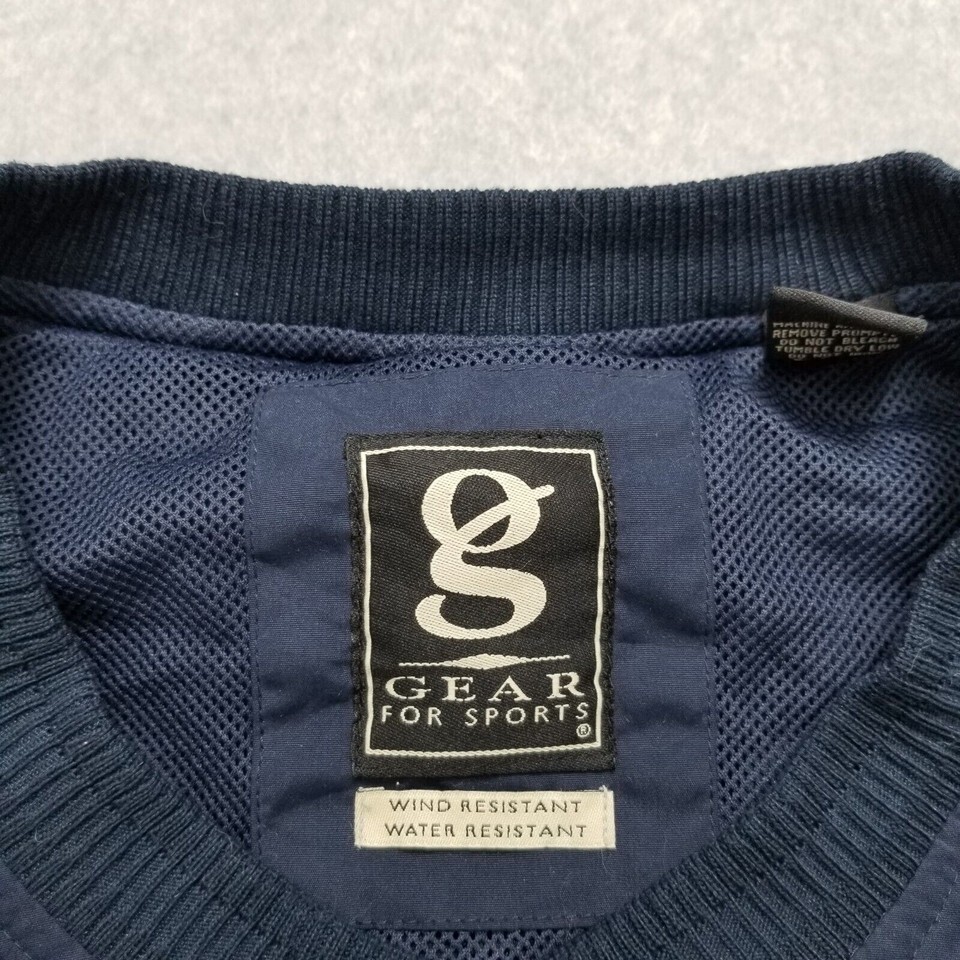 REMOVE PROMPTLY
DO NOT BLEACH
TUMBLE DRY LOW
g
GEAR
FOR SPORTS
®
WIND RESISTANT
WATER RESISTANT